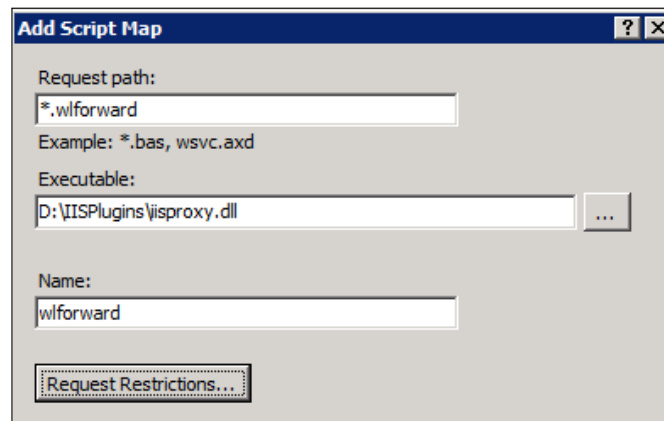 Add Script Map
Request path:
*.wlforward
Example: *.bas, wsvc.axd
Executable:
D:\IISPlugins\iisproxy.dll
...
Name:
wlforward
Request Restrictions...